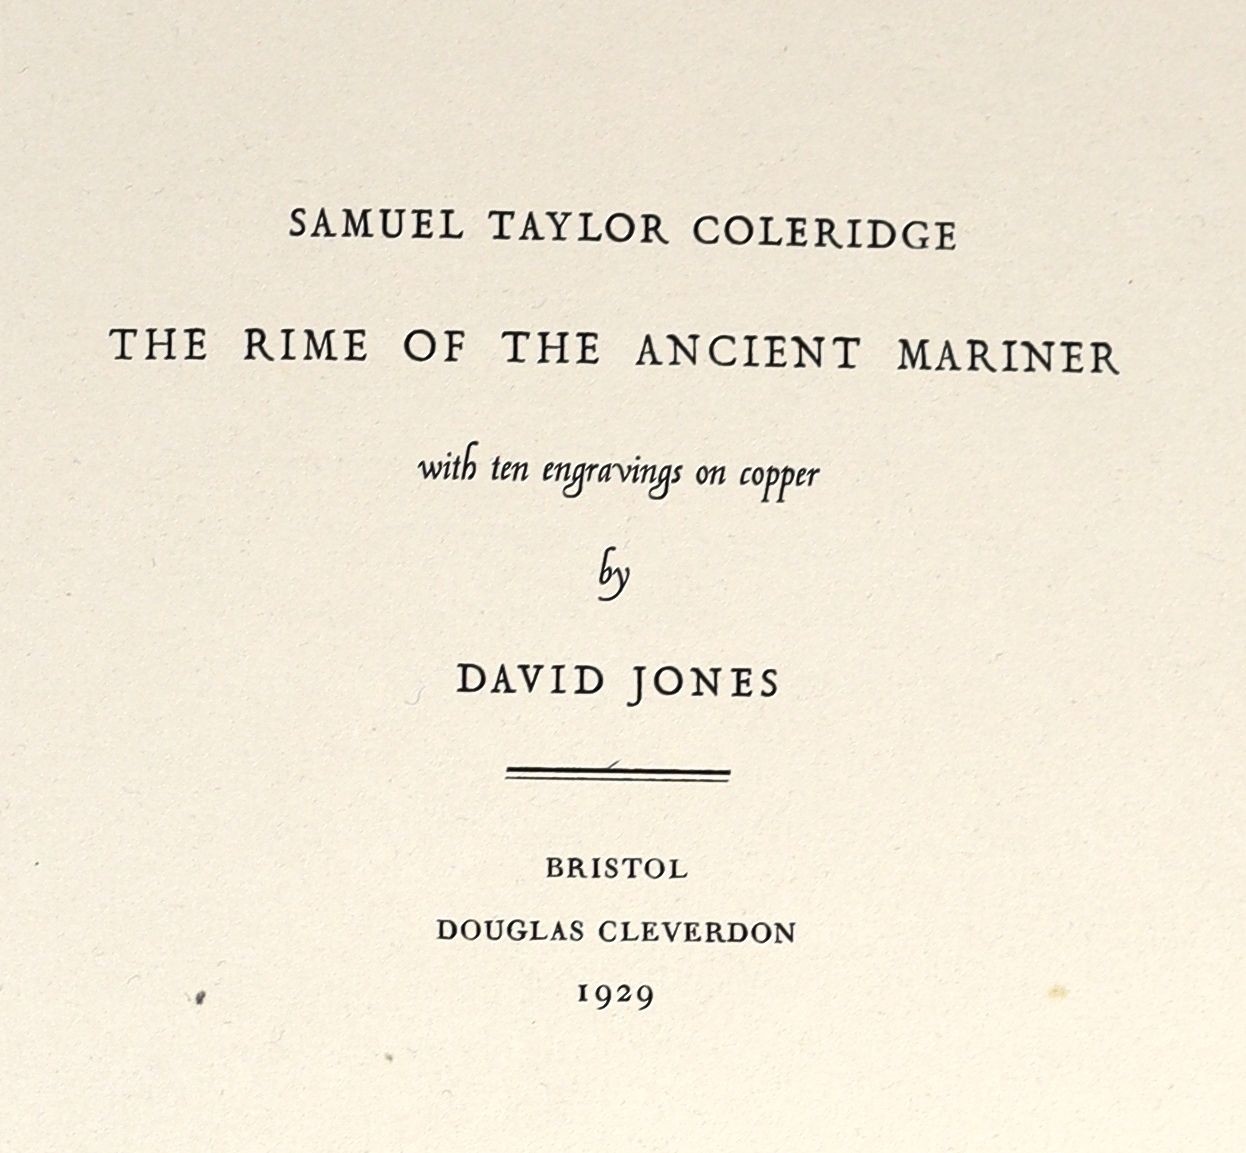 SAMUEL TAYLOR COLERIDGE
THE RIME OF THE ANCIENT MARINER
with ten engravings on copper
by
DAVID JONES
BRISTOL
DOUGLAS CLEVERDON
1929